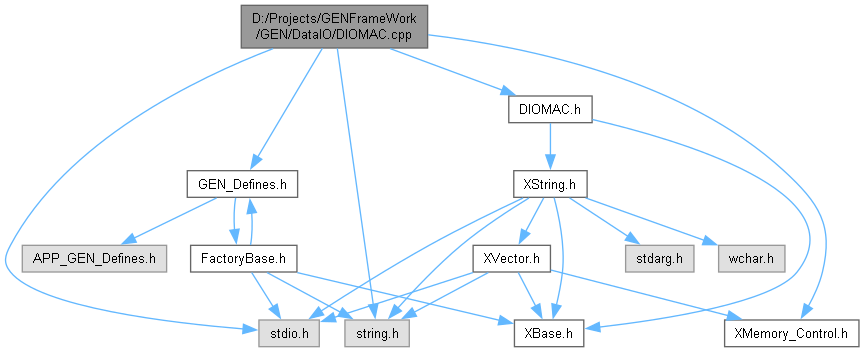 D:/Projects/GENFrameWork
/GEN/DataIO/DIOMAC.cpp
DIOMAC.h
GEN_Defines.h
XString.h
APP_GEN_Defines.h
FactoryBase.h
XVector.h
stdarg.h
wchar.h
stdio.h
string.h
XBase.h
XMemory_Control.h